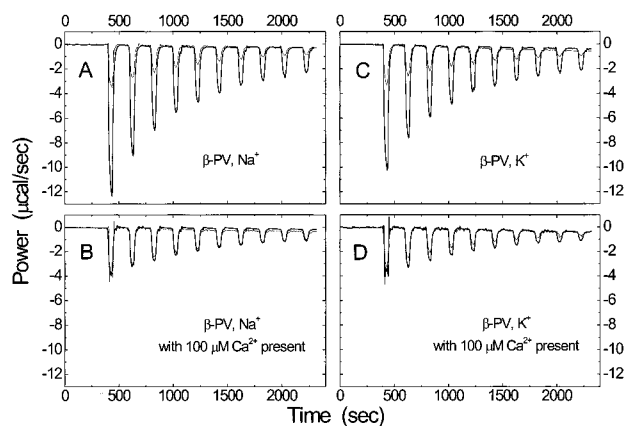 0 500 1000 1500 2000
0 500 1000 1500 2000
0
-2
-4
-6
-8
-10
-12
A
β-PV, Na⁺
C
β-PV, K⁺
0
-2
-4
-6
-8
-10
-12
0
-2
-4
-6
-8
-10
-12
B
β-PV, Na⁺
with 100 μM Ca²⁺ present
D
β-PV, K⁺
with 100 μM Ca²⁺ present
0
-2
-4
-6
-8
-10
-12
0 500 1000 1500 2000
0 500 1000 1500 2000
Power (μcal/sec)
Time (sec)